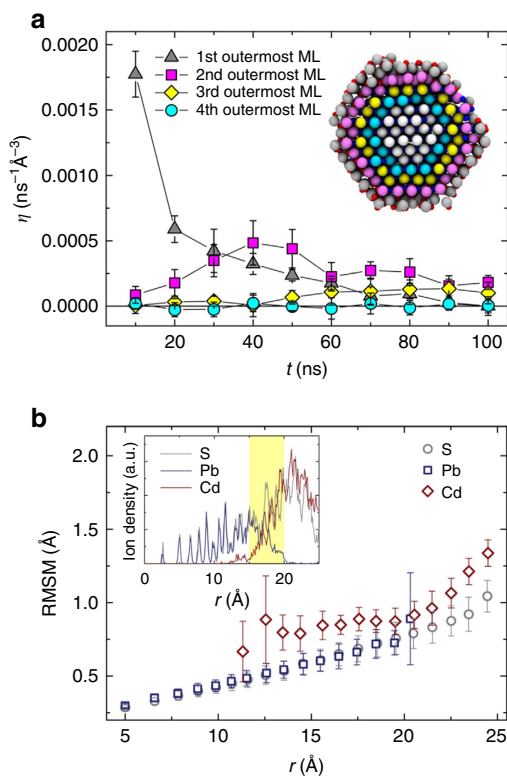 a
0.0020
1st outermost ML
2nd outermost ML
3rd outermost ML
4th outermost ML
0.0015
0.0010
0.0005
0.0000
η (ns⁻¹Å⁻³)
20 40 60 80 100
t (ns)
b
2.0
1.5
1.0
0.5
RMSM (Å)
S
Pb
Cd
Ion density (a.u.)
0 10 20
r (Å)
S
Pb
Cd
5 10 15 20 25
r (Å)